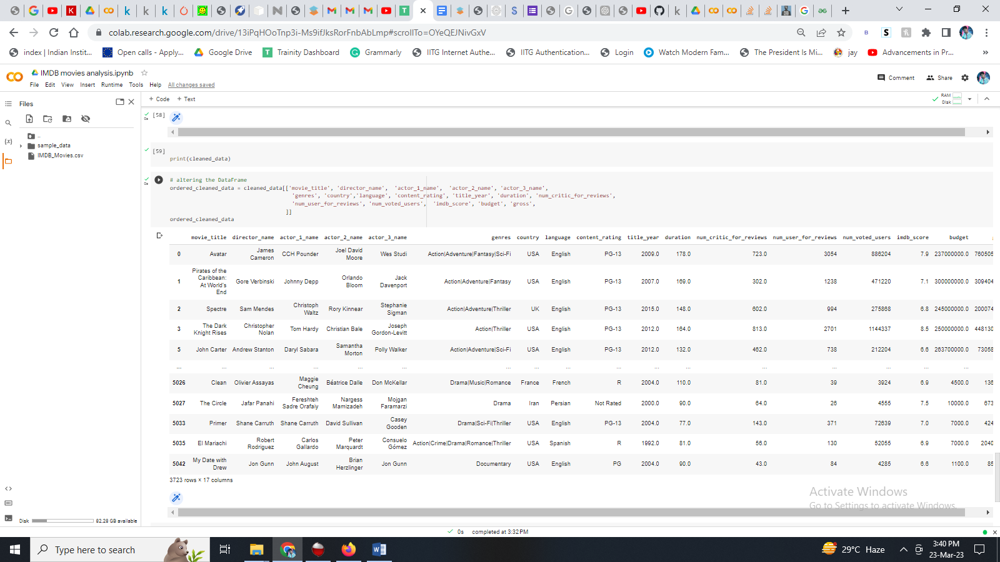 colab.research.google.com/drive/13iPqHOoTnp3i-Ms9ifJksRorFnbAbLmp#scrollTo=OYeQEJNivGxV
index | Indian Instit... Open calls - Apply... Google Drive Trainity Dashboard Grammarly IITG Internet Authe... IITG Authentication... Login Watch Modern Fam... The President Is Mi... jay Advancements in Pr... »
IMDB movies analysis.ipynb
File Edit View Insert Runtime Tools Help All changes saved
Comment Share
Files
+ Code + Text
RAM
Disk
..
sample_data
IMDB_Movies.csv
{x}
0s [58]
[59]
print(cleaned_data)
0s
# altering the DataFrame
ordered_cleaned_data = cleaned_data[['movie_title', 'director_name', 'actor_1_name', 'actor_2_name', 'actor_3_name',
'genres', 'country','language', 'content_rating', 'title_year', 'duration', 'num_critic_for_reviews',
'num_user_for_reviews', 'num_voted_users', 'imdb_score', 'budget', 'gross',
]]
ordered_cleaned_data
movie_title director_name actor_1_name actor_2_name actor_3_name genres country language content_rating title_year duration num_critic_for_reviews num_user_for_reviews num_voted_users imdb_score budget
0 Avatar James Cameron CCH Pounder Joel David Moore Wes Studi Action|Adventure|Fantasy|Sci-Fi USA English PG-13 2009.0 178.0 723.0 3054 886204 7.9 237000000.0 760505
1 Pirates of the Caribbean: At World's End Gore Verbinski Johnny Depp Orlando Bloom Jack Davenport Action|Adventure|Fantasy USA English PG-13 2007.0 169.0 302.0 1238 471220 7.1 300000000.0 309404
2 Spectre Sam Mendes Christoph Waltz Rory Kinnear Stephanie Sigman Action|Adventure|Thriller UK English PG-13 2015.0 148.0 602.0 994 275868 6.8 245000000.0 200074
3 The Dark Knight Rises Christopher Nolan Tom Hardy Christian Bale Joseph Gordon-Levitt Action|Thriller USA English PG-13 2012.0 164.0 813.0 2701 1144337 8.5 250000000.0 448130
5 John Carter Andrew Stanton Daryl Sabara Samantha Morton Polly Walker Action|Adventure|Sci-Fi USA English PG-13 2012.0 132.0 462.0 738 212204 6.6 263700000.0 73058
... ... ... ... ... ... ... ... ... ... ... ... ... ... ... ... ...
5026 Clean Olivier Assayas Maggie Cheung Béatrice Dalle Don McKellar Drama|Music|Romance France French R 2004.0 110.0 81.0 39 3924 6.9 4500.0 136
5027 The Circle Jafar Panahi Fereshteh Sadre Orafaiy Nargess Mamizadeh Mojgan Faramarzi Drama Iran Persian Not Rated 2000.0 90.0 64.0 26 4555 7.5 10000.0 673
5033 Primer Shane Carruth Shane Carruth David Sullivan Casey Gooden Drama|Sci-Fi|Thriller USA English PG-13 2004.0 77.0 143.0 371 72639 7.0 7000.0 424
5035 El Mariachi Robert Rodriguez Carlos Gallardo Peter Marquardt Consuelo Gómez Action|Crime|Drama|Romance|Thriller USA Spanish R 1992.0 81.0 56.0 130 52055 6.9 7000.0 2040
5042 My Date with Drew Jon Gunn John August Brian Herzlinger Jon Gunn Documentary USA English PG 2004.0 90.0 43.0 84 4285 6.6 1100.0 85
3723 rows × 17 columns
Activate Windows
Go to Settings to activate Windows.
Disk 82.28 GB available
0s completed at 3:32 PM
Type here to search
29°C Haze
3:40 PM
23-Mar-23